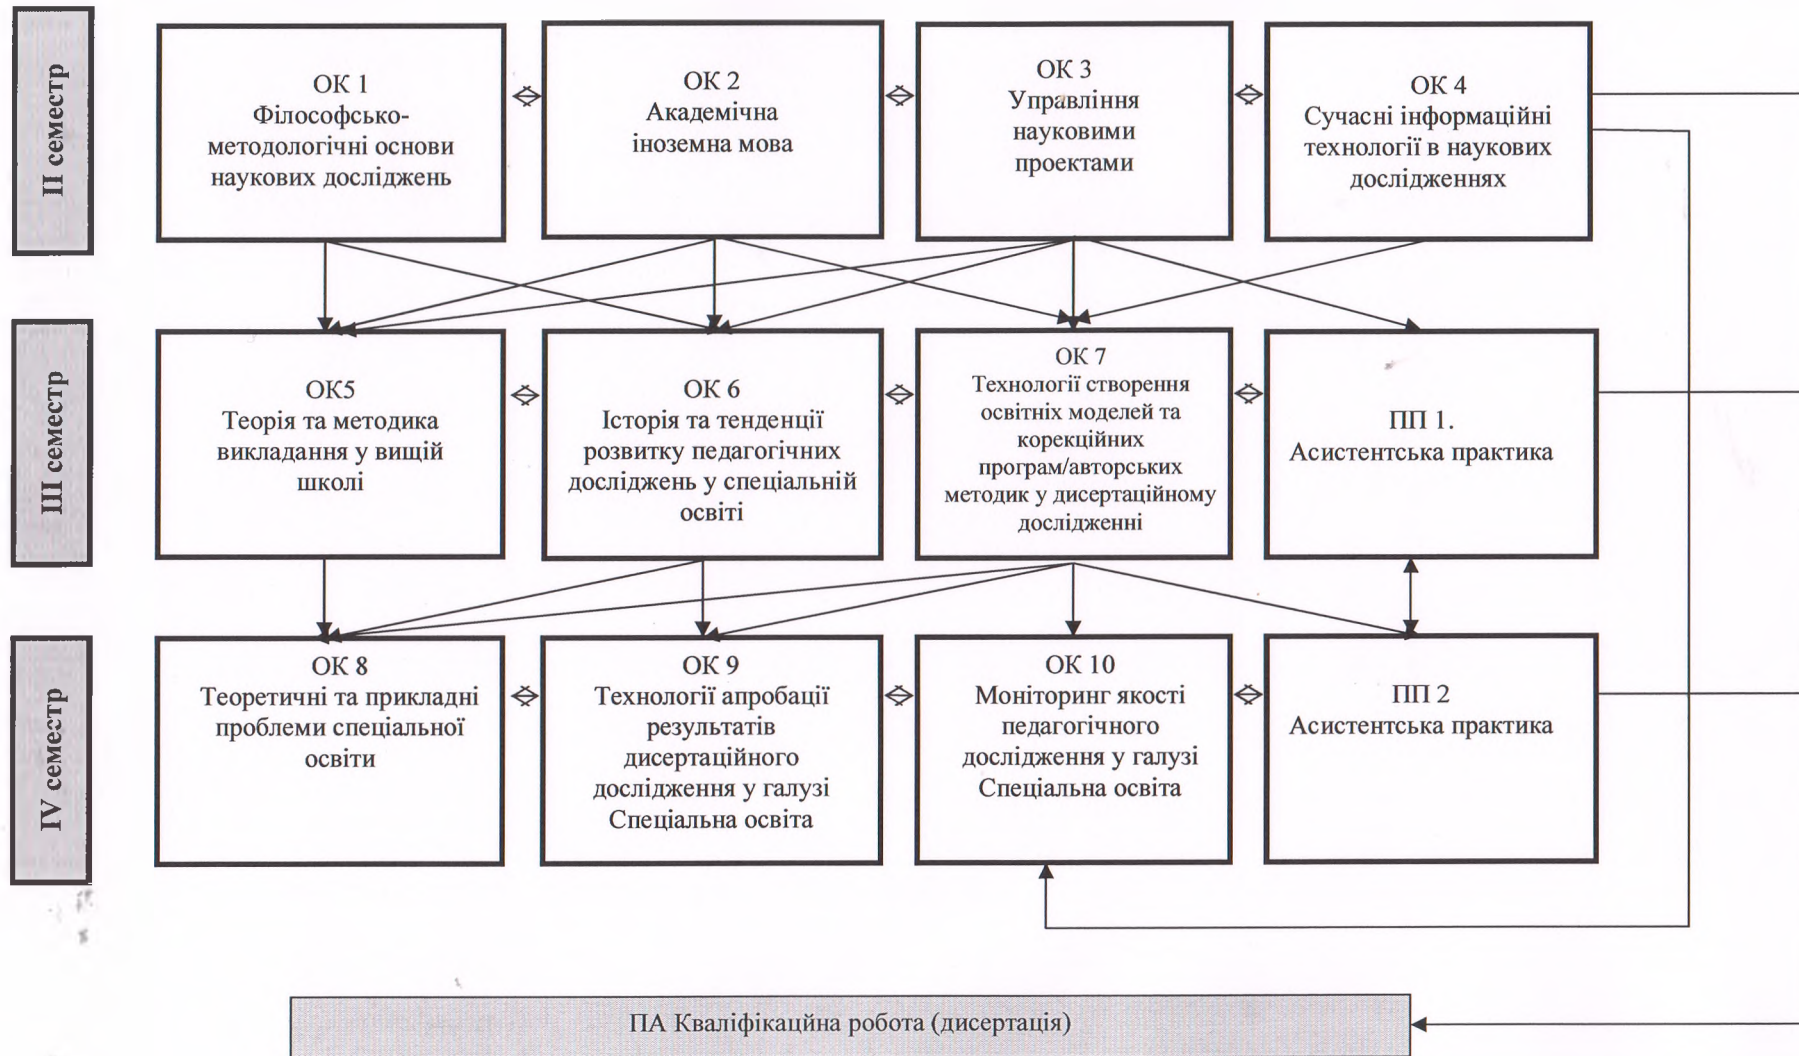 II семестр
ОК 1
Філософсько-
методологічні основи
наукових досліджень
ОК 2
Академічна
іноземна мова
ОК 3
Управління
науковими
проектами
ОК 4
Сучасні інформаційні
технології в наукових
дослідженнях
III семестр
ОК5
Теорія та методика
викладання у вищій
школі
ОК 6
Історія та тенденції
розвитку педагогічних
досліджень у спеціальній
освіті
ОК 7
Технології створення
освітніх моделей та
корекційних
програм/авторських
методик у дисертаційному
дослідженні
ПП 1.
Асистентська практика
IV семестр
ОК 8
Теоретичні та прикладні
проблеми спеціальної
освіти
ОК 9
Технології апробації
результатів
дисертаційного
дослідження у галузі
Спеціальна освіта
ОК 10
Моніторинг якості
педагогічного
дослідження у галузі
Спеціальна освіта
ПП 2
Асистентська практика
ПА Кваліфікаційна робота (дисертація)